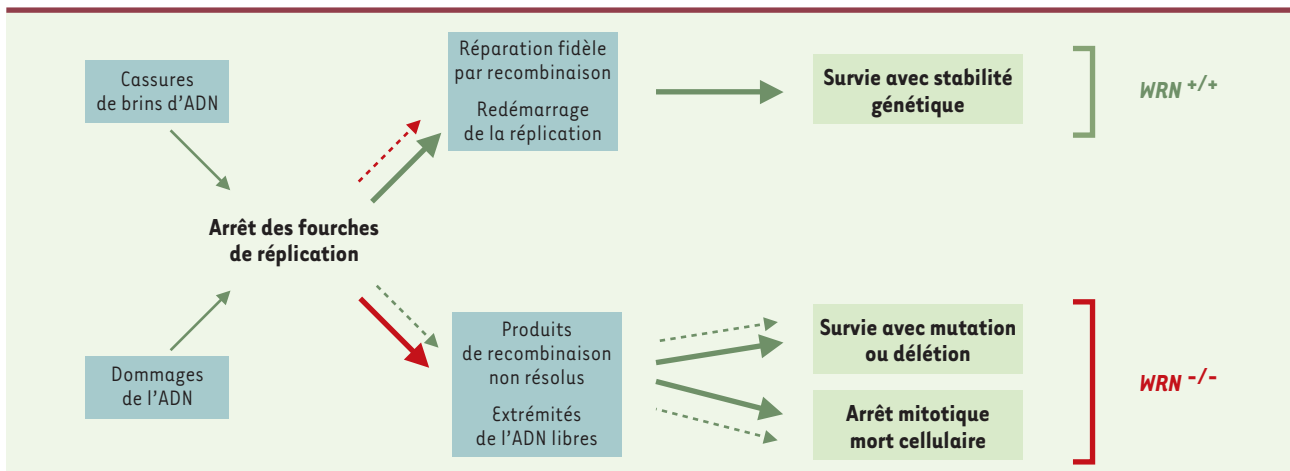 Cassures
de brins d'ADN
Réparation fidèle
par recombinaison
Redémarrage
de la réplication
Survie avec stabilité
génétique
WRN +/+
Arrêt des fourches
de réplication
Dommages
de l'ADN
Produits
de recombinaison
non résolus
Extrémités
de l'ADN libres
Survie avec mutation
ou délétion
Arrêt mitotique
mort cellulaire
WRN -/-